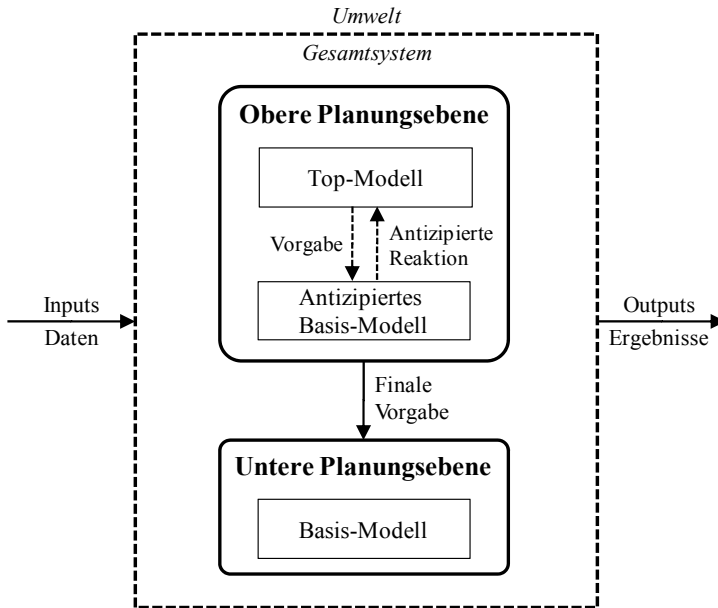 Umwelt
Gesamtsystem
Obere Planungsebene
Top-Modell
Vorgabe
Antizipierte
Reaktion
Antizipiertes
Basis-Modell
Inputs
Daten
Outputs
Ergebnisse
Finale
Vorgabe
Untere Planungsebene
Basis-Modell